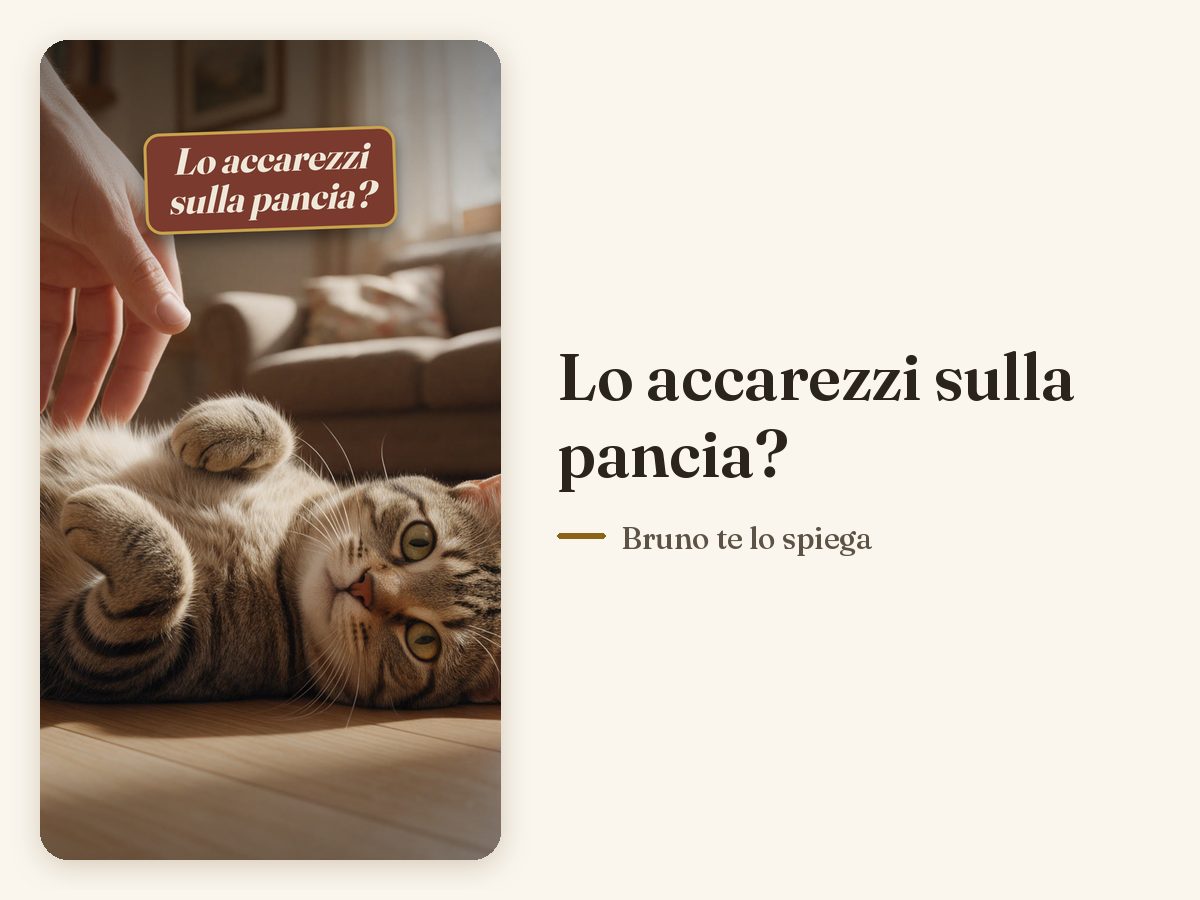 Lo accarezzi
sulla pancia?
Lo accarezzi sulla
pancia?
Bruno te lo spiega